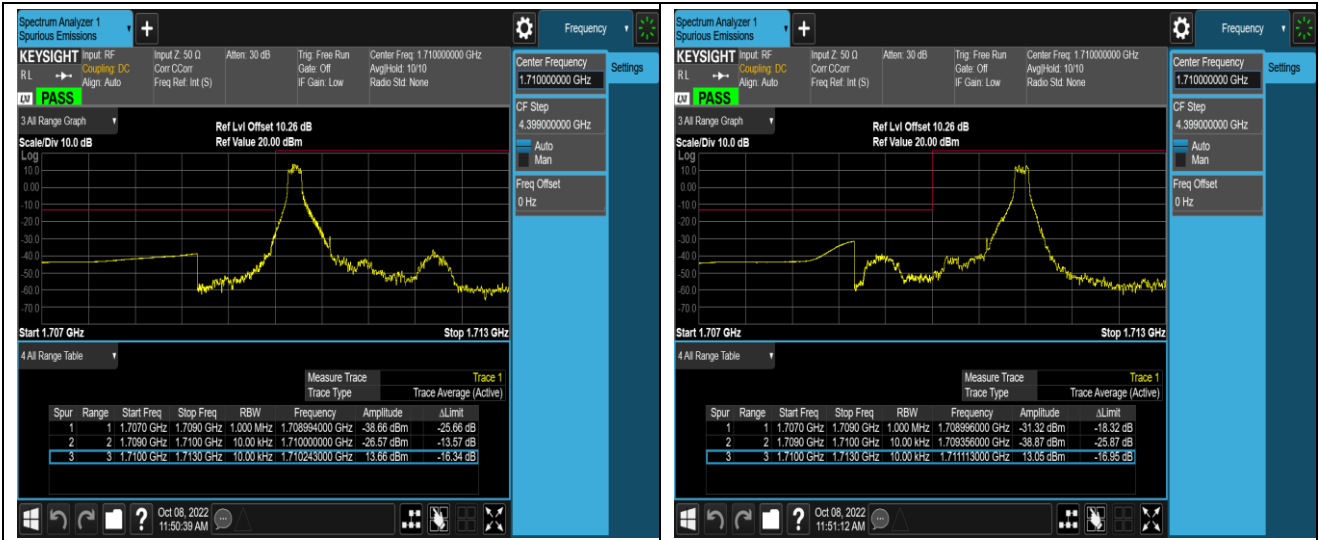 Spectrum Analyzer 1
Spurious Emissions
Frequency
KEYSIGHT Input: RF Input Z: 50 Ω Atten: 30 dB Trig: Free Run Center Freq: 1.710000000 GHz
Coupling: DC Corr CCorr Gate: Off Avg|Hold: 10/10
RL Align: Auto Freq Ref: Int (S) IF Gain: Low Radio Std: None
LXI PASS
Center Frequency
1.710000000 GHz
Settings
CF Step
4.399000000 GHz
Auto
Man
Freq Offset
0 Hz
3 All Range Graph
Ref Lvl Offset 10.26 dB
Scale/Div 10.0 dB Ref Value 20.00 dBm
Log
10.0
0.00
-10.0
-20.0
-30.0
-40.0
-50.0
-60.0
-70.0
Start 1.707 GHz Stop 1.713 GHz
4 All Range Table
Measure Trace Trace 1
Trace Type Trace Average (Active)
Spur Range Start Freq Stop Freq RBW Frequency Amplitude ΔLimit
1 1 1.7070 GHz 1.7090 GHz 1.000 MHz 1.708994000 GHz -38.66 dBm -25.66 dB
2 2 1.7090 GHz 1.7100 GHz 10.00 kHz 1.710000000 GHz -26.57 dBm -13.57 dB
3 3 1.7100 GHz 1.7130 GHz 10.00 kHz 1.710243000 GHz 13.66 dBm -16.34 dB
Oct 08, 2022
11:50:39 AM
Spectrum Analyzer 1
Spurious Emissions
Frequency
KEYSIGHT Input: RF Input Z: 50 Ω Atten: 30 dB Trig: Free Run Center Freq: 1.710000000 GHz
Coupling: DC Corr CCorr Gate: Off Avg|Hold: 10/10
RL Align: Auto Freq Ref: Int (S) IF Gain: Low Radio Std: None
LXI PASS
Center Frequency
1.710000000 GHz
Settings
CF Step
4.399000000 GHz
Auto
Man
Freq Offset
0 Hz
3 All Range Graph
Ref Lvl Offset 10.26 dB
Scale/Div 10.0 dB Ref Value 20.00 dBm
Log
10.0
0.00
-10.0
-20.0
-30.0
-40.0
-50.0
-60.0
-70.0
Start 1.707 GHz Stop 1.713 GHz
4 All Range Table
Measure Trace Trace 1
Trace Type Trace Average (Active)
Spur Range Start Freq Stop Freq RBW Frequency Amplitude ΔLimit
1 1 1.7070 GHz 1.7090 GHz 1.000 MHz 1.708996000 GHz -31.32 dBm -18.32 dB
2 2 1.7090 GHz 1.7100 GHz 10.00 kHz 1.709356000 GHz -38.87 dBm -25.87 dB
3 3 1.7100 GHz 1.7130 GHz 10.00 kHz 1.711113000 GHz 13.05 dBm -16.95 dB
Oct 08, 2022
11:51:12 AM